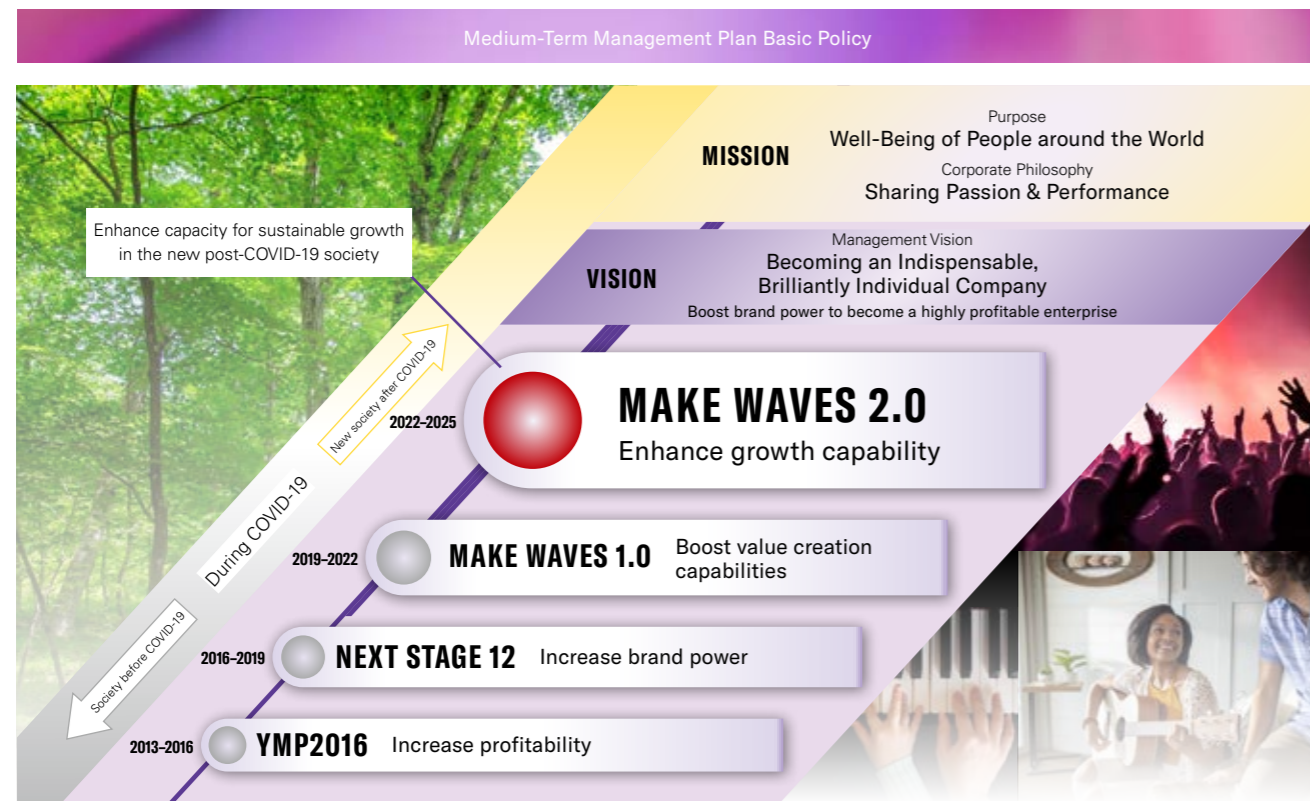 Medium-Term Management Plan Basic Policy
MISSION
Purpose
Well-Being of People around the World
Corporate Philosophy
Sharing Passion & Performance
Enhance capacity for sustainable growth
in the new post-COVID-19 society
VISION
Management Vision
Becoming an Indispensable,
Brilliantly Individual Company
Boost brand power to become a highly profitable enterprise
New society after COVID-19
2022–2025
MAKE WAVES 2.0
Enhance growth capability
During COVID-19
2019–2022
MAKE WAVES 1.0
Boost value creation
capabilities
Society before COVID-19
2016–2019
NEXT STAGE 12
Increase brand power
2013–2016
YMP2016
Increase profitability